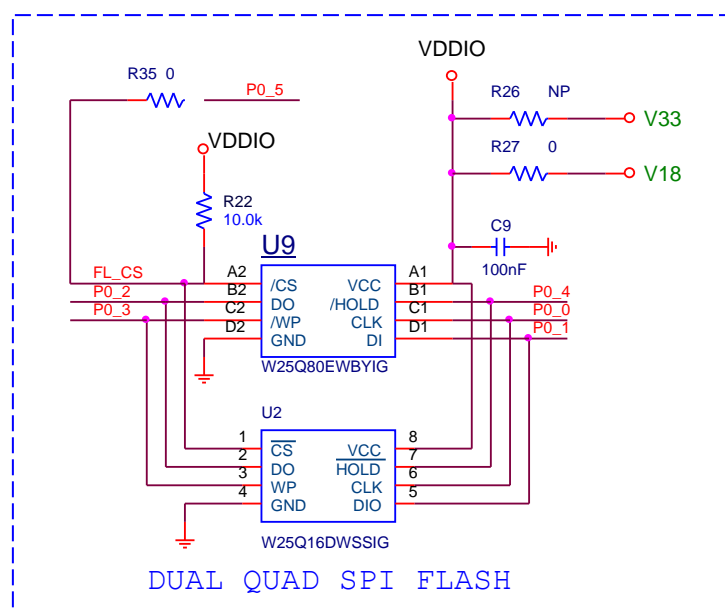 VDDIO
R35 0
P0_5
R26 NP
V33
VDDIO
R27 0
V18
R22
10.0k
C9
100nF
U9
FL_CS A2 /CS VCC A1
P0_2 B2 DO /HOLD B1 P0_4
P0_3 C2 /WP CLK C1 P0_0
D2 GND DI D1 P0_1
W25Q80EWBYIG
U2
1 CS VCC 8
2 DO HOLD 7
3 WP CLK 6
4 GND DIO 5
W25Q16DWSSIG
DUAL QUAD SPI FLASH